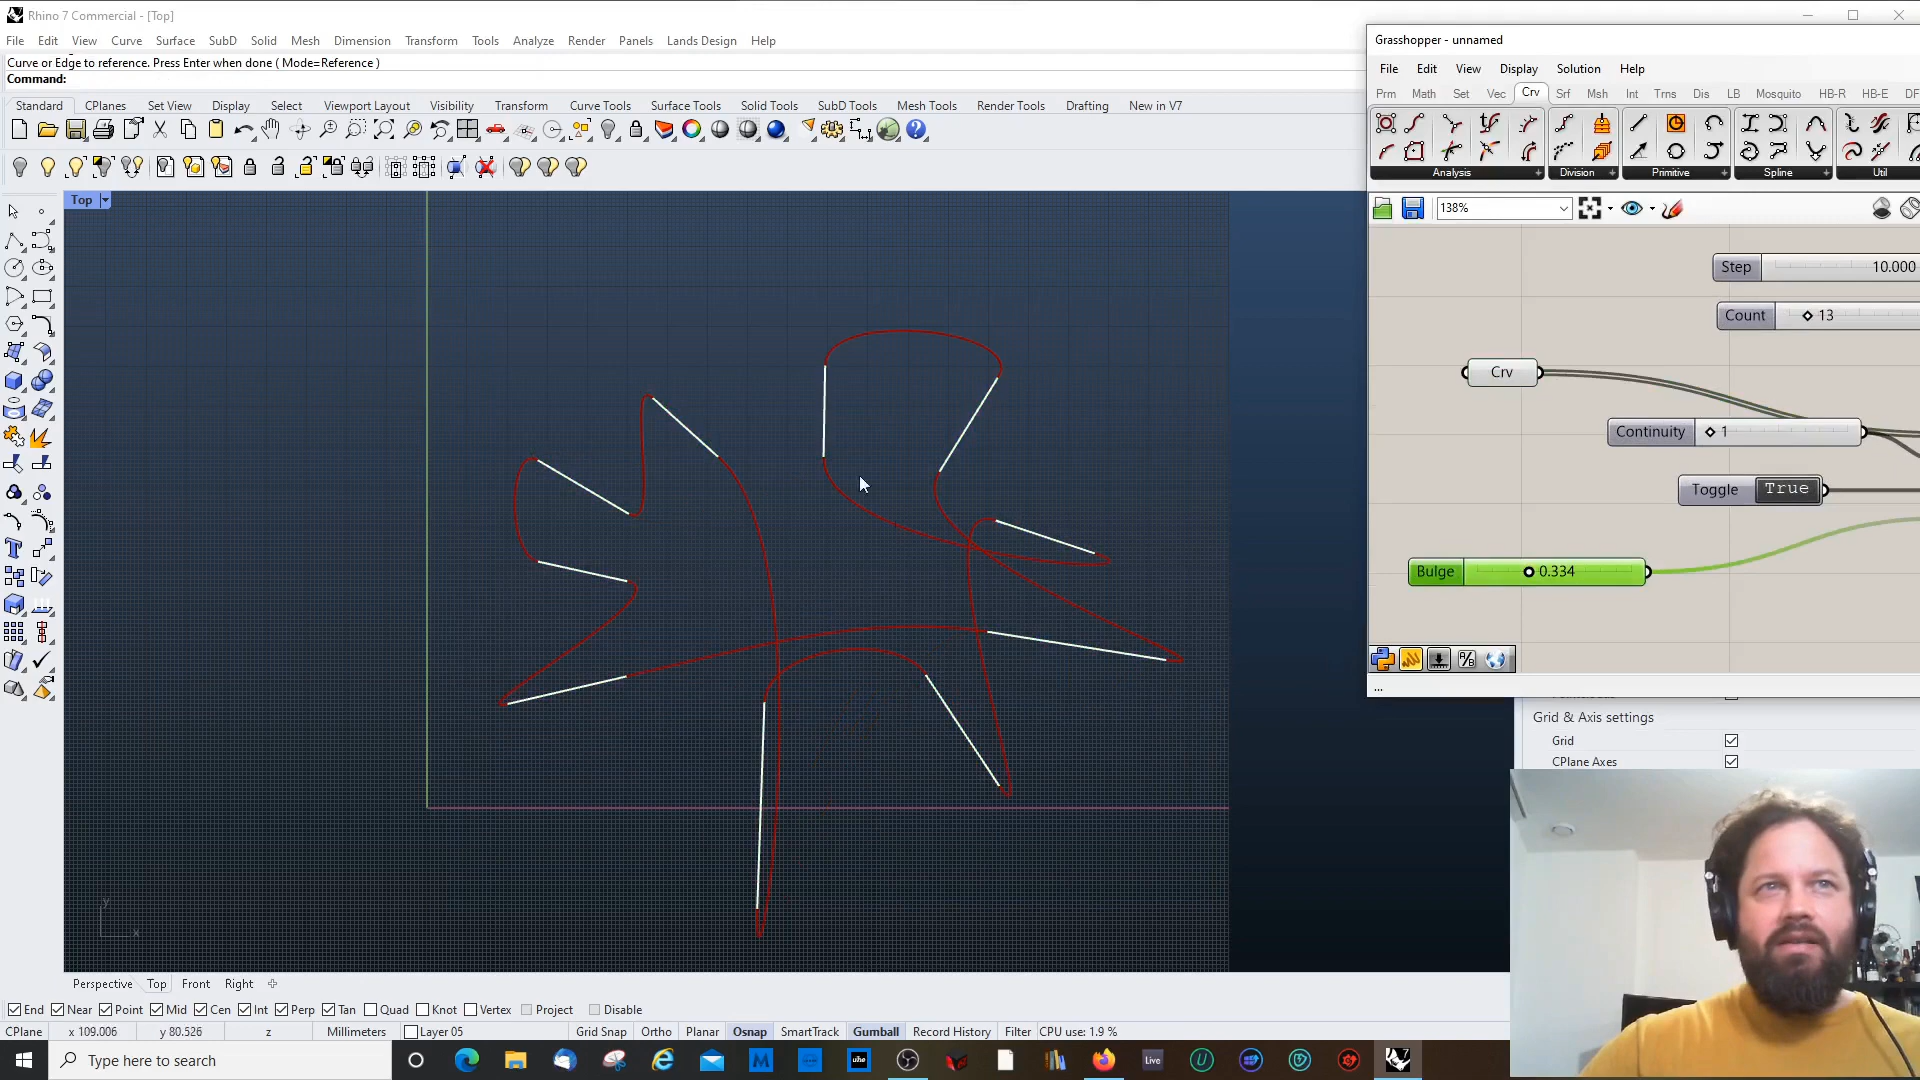 Rhino 7 Commercial - [Top]
File Edit View Curve Surface SubD Solid Mesh Dimension Transform Tools Analyze Render Panels Lands Design Help
Curve or Edge to reference. Press Enter when done ( Mode=Reference )
Command:
Standard CPlanes Set View Display Select Viewport Layout Visibility Transform Curve Tools Surface Tools Solid Tools SubD Tools Mesh Tools Render Tools Drafting New in V7
Top
Grasshopper - unnamed
File Edit View Display Solution Help
Prm Math Set Vec Crv Srf Msh Int Trns Dis LB Mosquito HB-R HB-E DF
Analysis Division Primitive Spline Util
138%
Step 10.000
Count 13
Crv
Continuity 1
Toggle True
Bulge 0.334
...
Grid & Axis settings
Grid
CPlane Axes
y
x
Perspective Top Front Right
End Near Point Mid Cen Int Perp Tan Quad Knot Vertex Project Disable
CPlane x 109.006 y 80.526 z Millimeters Layer 05 Grid Snap Ortho Planar Osnap SmartTrack Gumball Record History Filter CPU use: 1.9 %
Type here to search
uhe
Live